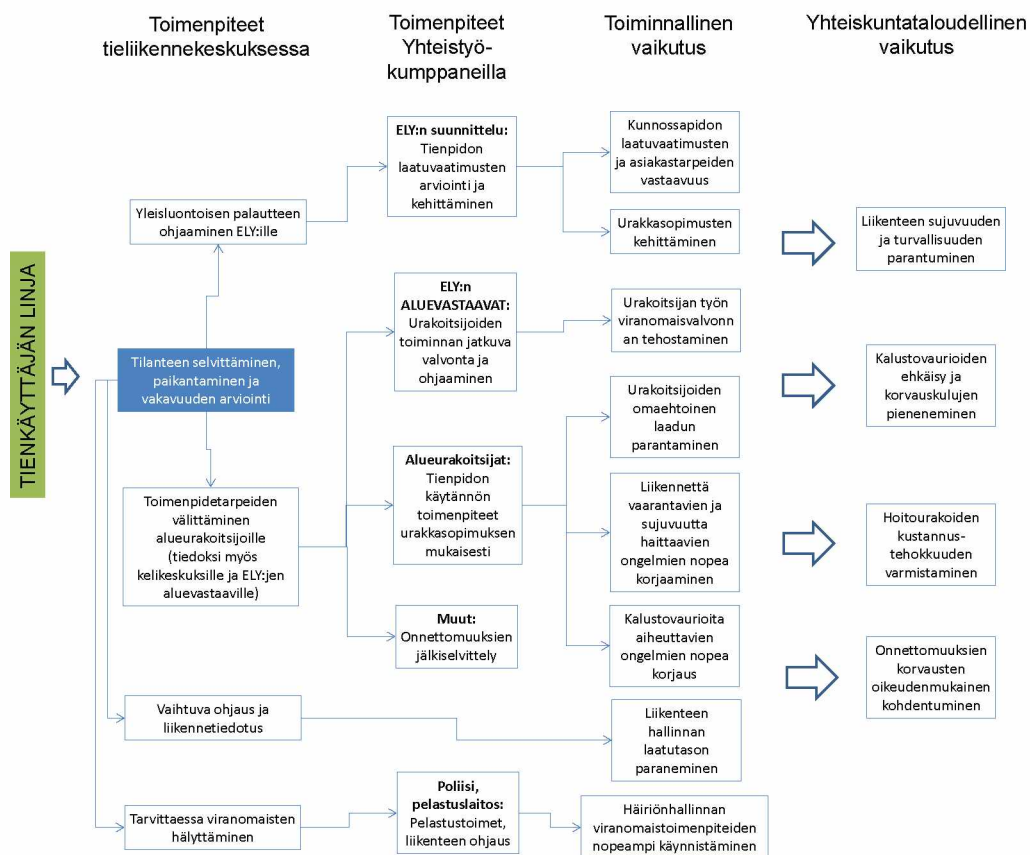 Toimenpiteet
tieliikennekeskuksessa
Toimenpiteet
Yhteistyö-
kumppaneilla
Toiminnallinen
vaikutus
Yhteiskuntataloudellinen
vaikutus
TIENKÄYTTÄJÄN LINJA
Tilanteen selvittäminen,
paikantaminen ja
vakavuuden arviointi
Yleisluontoisen palautteen
ohjaaminen ELY:ille
Toimenpidetarpeiden
välittäminen
alueurakoitsijoille
(tiedoksi myös
kelikeskuksille ja ELY:jen
aluevastaaville)
Vaihtuva ohjaus ja
liikennetiedotus
Tarvittaessa viranomaisten
hälyttäminen
ELY:n suunnittelu:
Tienpidon
laatuvaatimusten
arviointi ja
kehittäminen
ELY:n
ALUEVASTAAVAT:
Urakoitsijoiden
toiminnan jatkuva
valvonta ja
ohjaaminen
Alueurakoitsijat:
Tienpidon
käytännön
toimenpiteet
urakkasopimuksen
mukaisesti
Muut:
Onnettomuuksien
jälkiselvittely
Poliisi,
pelastuslaitos:
Pelastustoimet,
liikenteen ohjaus
Kunnossapidon
laatuvaatimusten
ja asiakastarpeiden
vastaavuus
Urakkasopimusten
kehittäminen
Urakoitsijan työn
viranomaisvalvonn
an tehostaminen
Urakoitsijoiden
omaehtoinen
laadun
parantaminen
Liikennettä
vaarantavien ja
sujuvuutta
haittaavien
ongelmien nopea
korjaaminen
Kalustovaurioita
aiheuttavien
ongelmien nopea
korjaus
Liikenteen
hallinnan
laatutason
paraneminen
Häiriönhallinnan
viranomaistoimenpiteiden
nopeampi käynnistäminen
Liikenteen sujuvuuden
ja turvallisuuden
parantuminen
Kalustovaurioiden
ehkäisy ja
korvauskulujen
pieneneminen
Hoitourakoiden
kustannus-
tehokkuuden
varmistaminen
Onnettomuuksien
korvausten
oikeudenmukainen
kohdentuminen